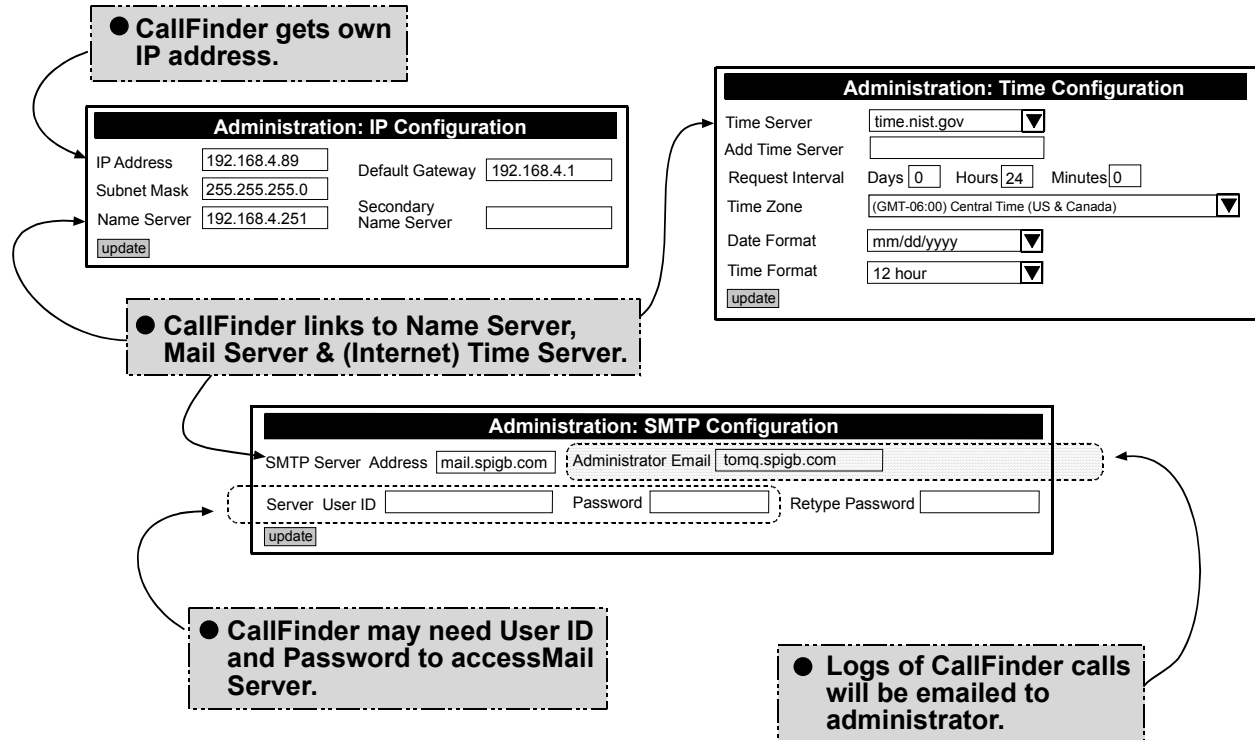 ● CallFinder gets own
IP address.
Administration: IP Configuration
IP Address 192.168.4.89 Default Gateway 192.168.4.1
Subnet Mask 255.255.255.0
Name Server 192.168.4.251 Secondary Name Server
update
Administration: Time Configuration
Time Server time.nist.gov
Add Time Server
Request Interval Days 0 Hours 24 Minutes 0
Time Zone (GMT-06:00) Central Time (US & Canada)
Date Format mm/dd/yyyy
Time Format 12 hour
update
● CallFinder links to Name Server,
Mail Server & (Internet) Time Server.
Administration: SMTP Configuration
SMTP Server Address mail.spigb.com Administrator Email tomq.spigb.com
Server User ID Password Retype Password
update
● CallFinder may need User ID
and Password to accessMail
Server.
● Logs of CallFinder calls
will be emailed to
administrator.